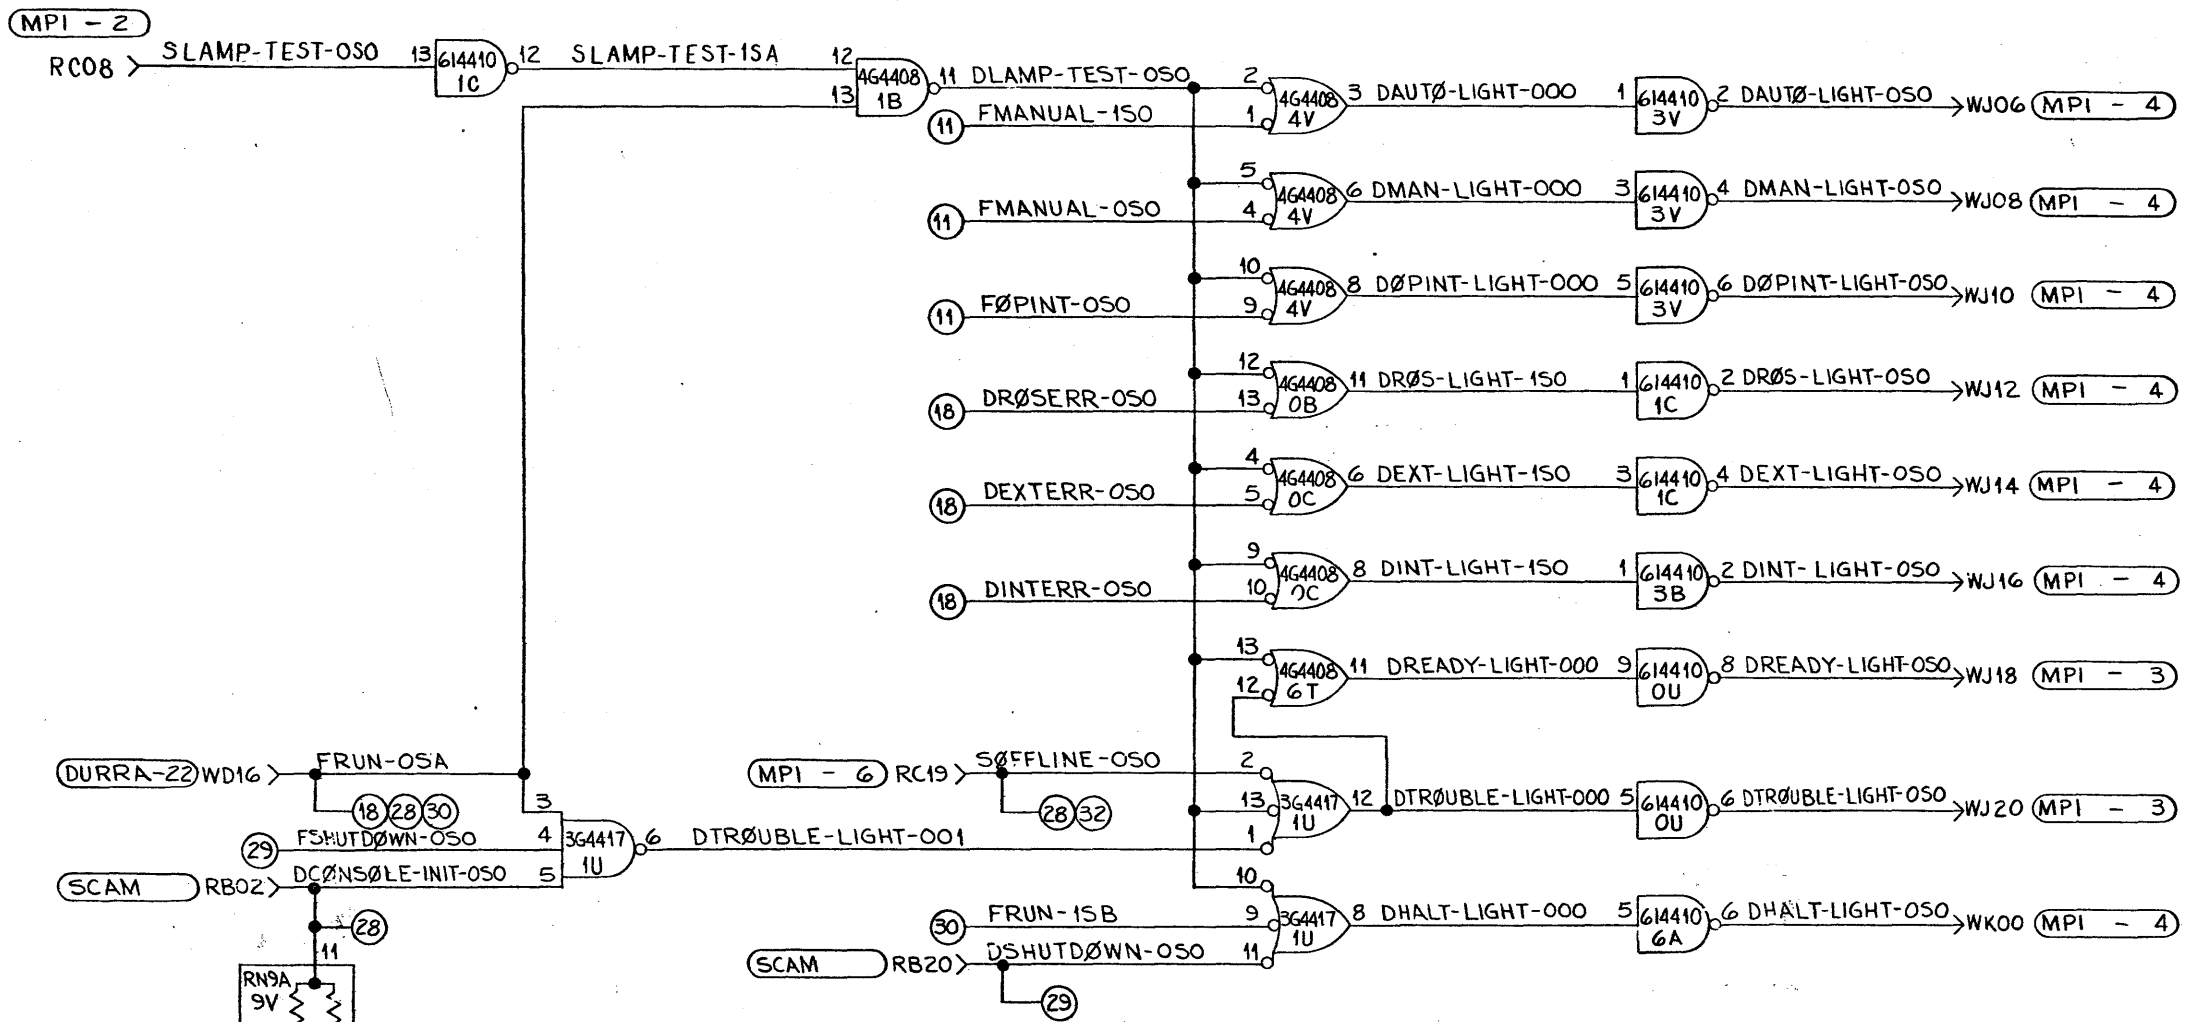 MPI - 2
RC08 SLAMP-TEST-0S0 13 614410 1C 12 SLAMP-TEST-1SA 12 4G4408 1B 11 DLAMP-TEST-0S0
13
2 4G4408 4V 3 DAUTØ-LIGHT-000 1 614410 3V 2 DAUTØ-LIGHT-0S0 WJ06 MPI - 4
11 FMANUAL-1S0 1
5 4G4408 4V 6 DMAN-LIGHT-000 3 614410 3V 4 DMAN-LIGHT-0S0 WJ08 MPI - 4
11 FMANUAL-0S0 4
10 4G4408 4V 8 DØPINT-LIGHT-000 5 614410 3V 6 DØPINT-LIGHT-0S0 WJ10 MPI - 4
11 FØPINT-0S0 9
12 4G4408 0B 11 DRØS-LIGHT-1S0 1 614410 1C 2 DRØS-LIGHT-0S0 WJ12 MPI - 4
18 DRØSERR-0S0 13
4 4G4408 0C 6 DEXT-LIGHT-1S0 3 614410 1C 4 DEXT-LIGHT-0S0 WJ14 MPI - 4
18 DEXTERR-0S0 5
9 4G4408 0C 8 DINT-LIGHT-1S0 1 614410 3B 2 DINT-LIGHT-0S0 WJ16 MPI - 4
18 DINTERR-0S0 10
13 4G4408 6T 11 DREADY-LIGHT-000 9 614410 0U 8 DREADY-LIGHT-0S0 WJ18 MPI - 3
12
DURRA-22 WD16 FRUN-0SA
18 28 30
3
29 FSHUTDØWN-0S0 4 3G4417 1U 6 DTRØUBLE-LIGHT-001 1
SCAM RB02 DCØNSØLE-INIT-0S0 5
28
11
RN9A
9V
MPI - 6 RC19 SØFFLINE-0S0 2
28 32
13 3G4417 1U 12 DTRØUBLE-LIGHT-000 5 614410 0U 6 DTRØUBLE-LIGHT-0S0 WJ20 MPI - 3
10
30 FRUN-1SB 9 3G4417 1U 8 DHALT-LIGHT-000 5 614410 6A 6 DHALT-LIGHT-0S0 WK00 MPI - 4
SCAM RB20 DSHUTDØWN-0S0 11
29